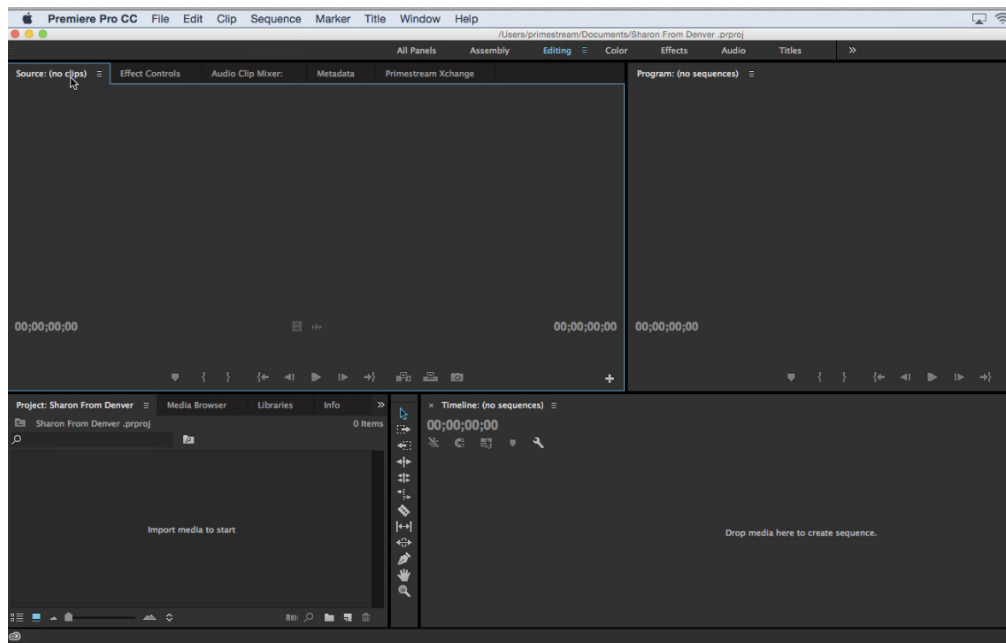 Premiere Pro CC File Edit Clip Sequence Marker Title Window Help
/Users/primestream/Documents/Sharon From Denver .prproj
All Panels Assembly Editing Color Effects Audio Titles »
Source: (no clips) Effect Controls Audio Clip Mixer: Metadata Primestream Xchange Program: (no sequences)
00;00;00;00 00;00;00;00 00;00;00;00
Project: Sharon From Denver Media Browser Libraries Info » × Timeline: (no sequences)
Sharon From Denver .prproj 0 Items 00;00;00;00
Import media to start
Drop media here to create sequence.